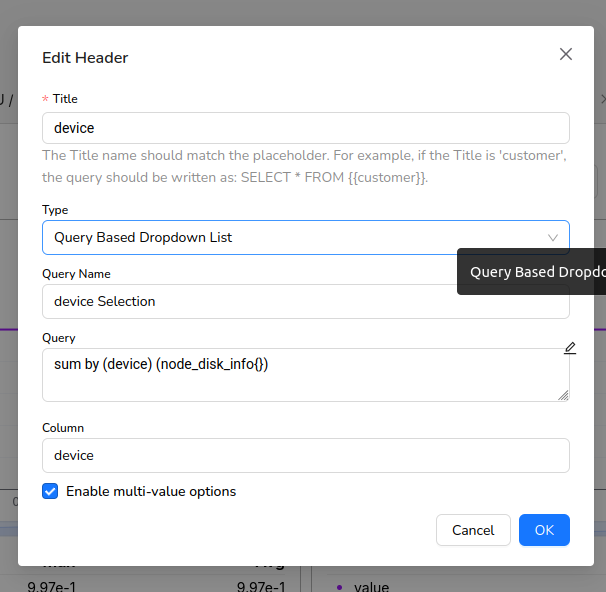 Edit Header
U /
* Title
device
The Title name should match the placeholder. For example, if the Title is 'customer',
the query should be written as: SELECT * FROM {{customer}}.
Type
Query Based Dropdown List
Query Based Dropdo
Query Name
device Selection
Query
sum by (device) (node_disk_info{})
Column
device
Enable multi-value options
Cancel
OK
9.97e-1
9.97e-1
value